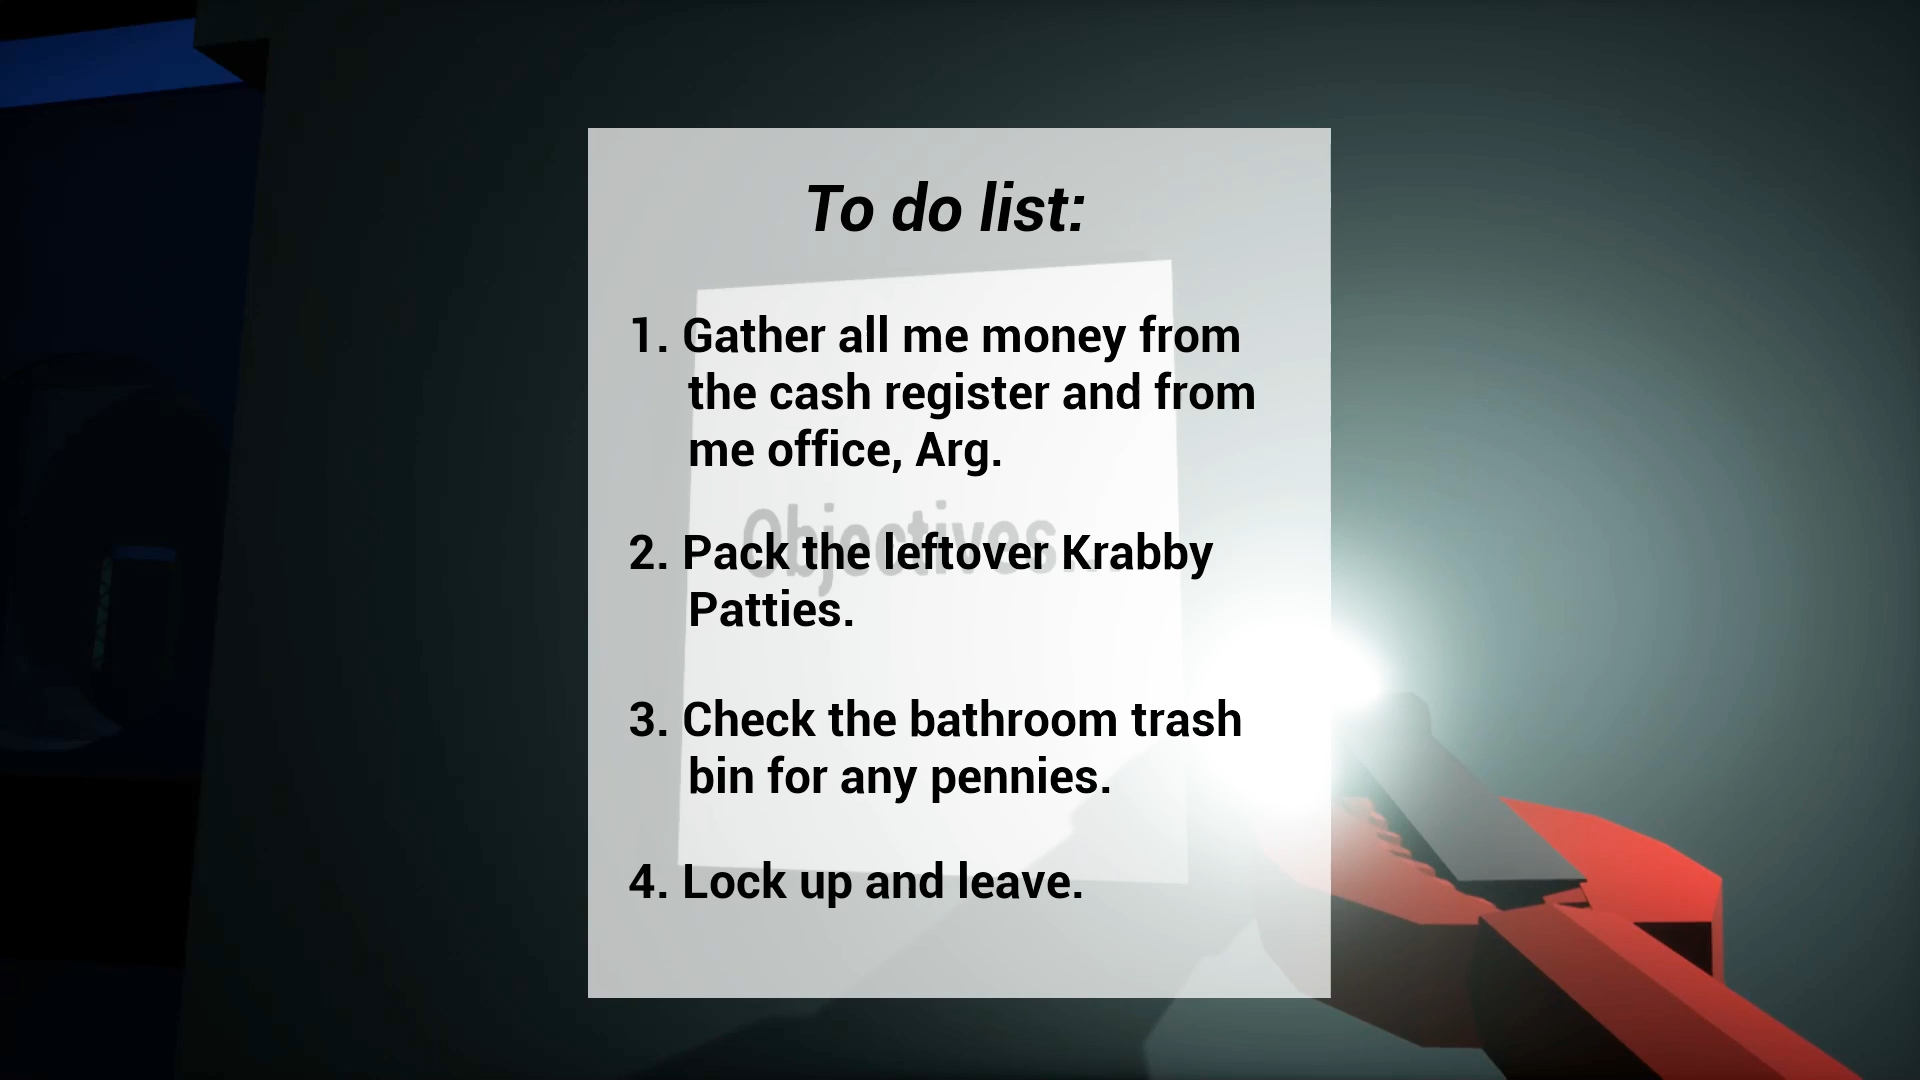 To do list:
1. Gather all me money from
the cash register and from
me office, Arg.
Objectives...
2. Pack the leftover Krabby
Patties.
3. Check the bathroom trash
bin for any pennies.
4. Lock up and leave.